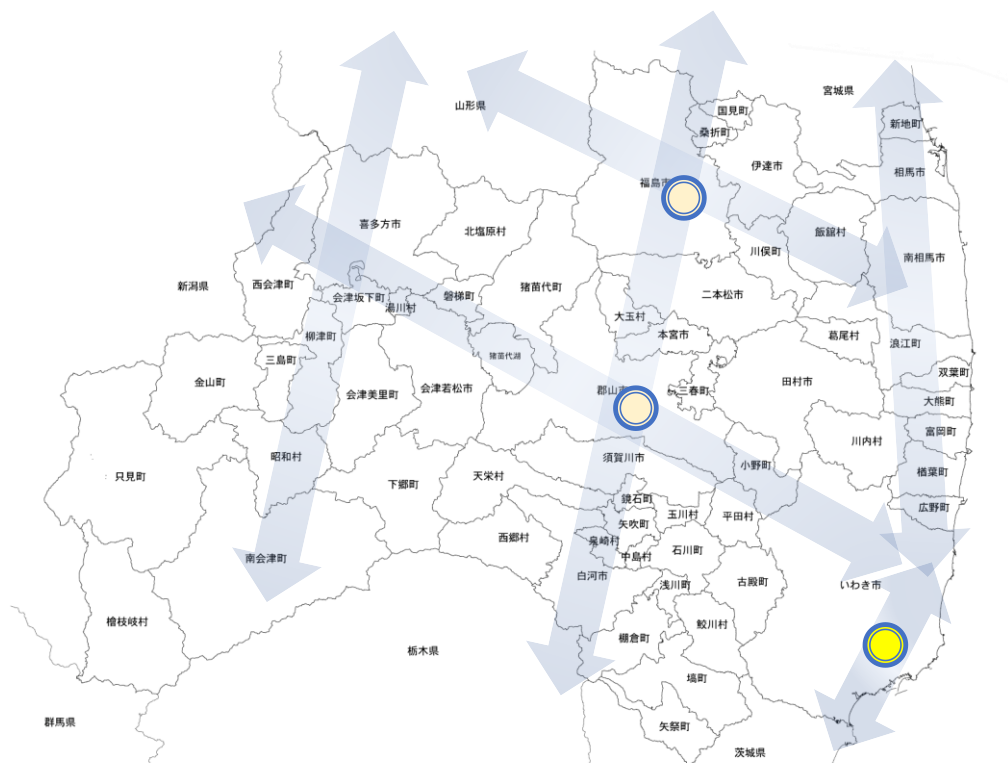 宮城県
山形県
国見町
新地町
桑折町
伊達市
相馬市
福島市
喜多方市
北塩原村
川俣町
飯舘村
南相馬市
新潟県
西会津町
会津坂下町
湯川村
磐梯町
猪苗代町
二本松市
大玉村
本宮市
葛尾村
浪江町
柳津町
三島町
猪苗代湖
双葉町
金山町
会津美里町
会津若松市
郡山市
三春町
田村市
大熊町
富岡町
川内村
昭和村
須賀川市
小野町
楢葉町
只見町
下郷町
天栄村
鏡石町
玉川村
平田村
広野町
矢吹町
西郷村
泉崎村
中島村
石川町
南会津町
白河市
浅川町
古殿町
いわき市
檜枝岐村
棚倉町
鮫川村
栃木県
塙町
群馬県
矢祭町
茨城県